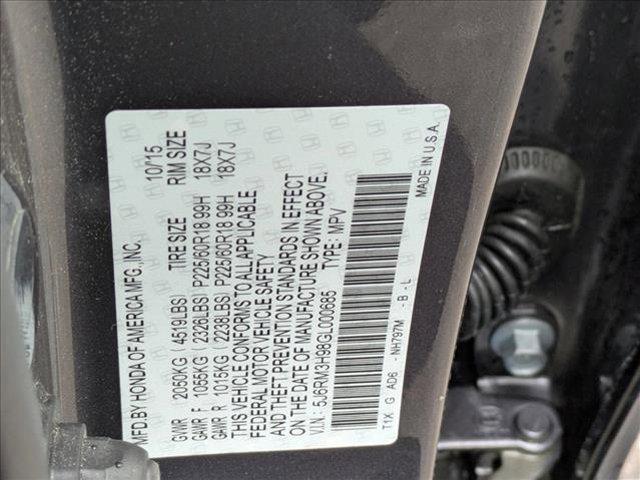 MFD.BY HONDA OF AMERICA MFG.,INC. 10/15
TIRE SIZE RIM SIZE
GVWR 2050KG (4519LBS)
GAWR F 1055KG (2326LBS) P225/60R18 99H 18X7J
GAWR R 1015KG (2238LBS) P225/60R18 99H 18X7J
THIS VEHICLE CONFORMS TO ALL APPLICABLE
FEDERAL MOTOR VEHICLE SAFETY
AND THEFT PREVENTION STANDARDS IN EFFECT
ON THE DATE OF MANUFACTURE SHOWN ABOVE.
V.I.N.: 5J6RM3H98GL000685 TYPE: MPV
T1X G AD6 - NH797M - B - L
MADE IN U.S.A.